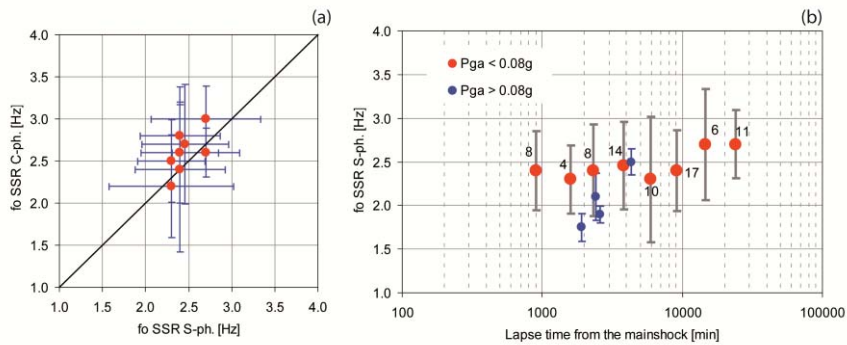 (a)
4.0
3.5
3.0
2.5
2.0
1.5
1.0
fo SSR C-ph. [Hz]
1.0 1.5 2.0 2.5 3.0 3.5 4.0
fo SSR S-ph. [Hz]
(b)
4.0
3.5
3.0
2.5
2.0
1.5
1.0
fo SSR S-ph. [Hz]
Pga < 0.08g
Pga > 0.08g
8 4 8 14 10 17 6 11
100 1000 10000 100000
Lapse time from the mainshock [min]